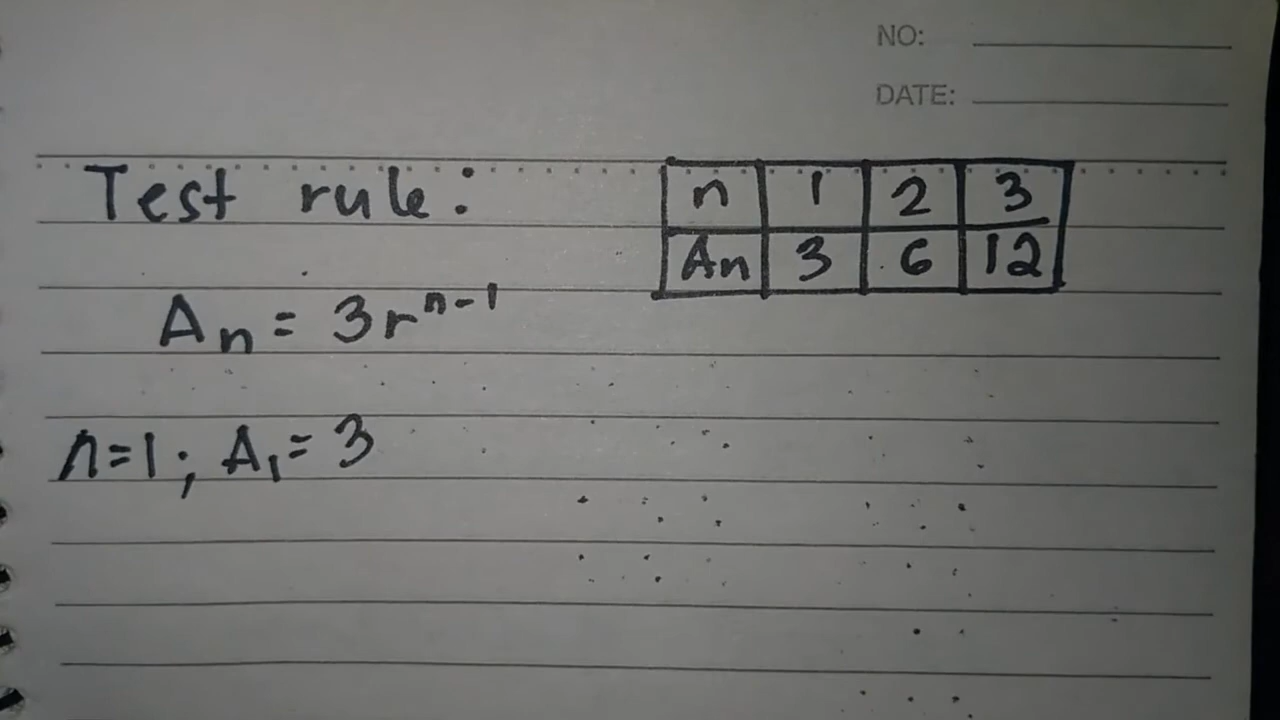 NO:
DATE:
Test rule:
n 1 2 3
An 3 6 12
An = 3r^n-1
n=1; A1 = 3